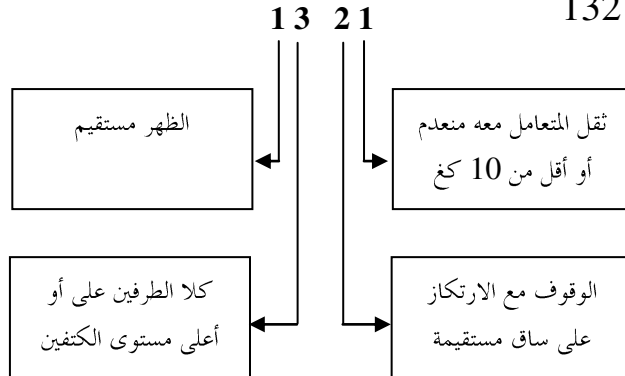 132
1 3 2 1
الظهر مستقيم
ثقل المتعامل معه منعدم
أو أقل من 10 كغ
كلا الطرفين على أو
أعلى مستوى الكتفين
الوقوف مع الارتكاز
على ساق مستقيمة